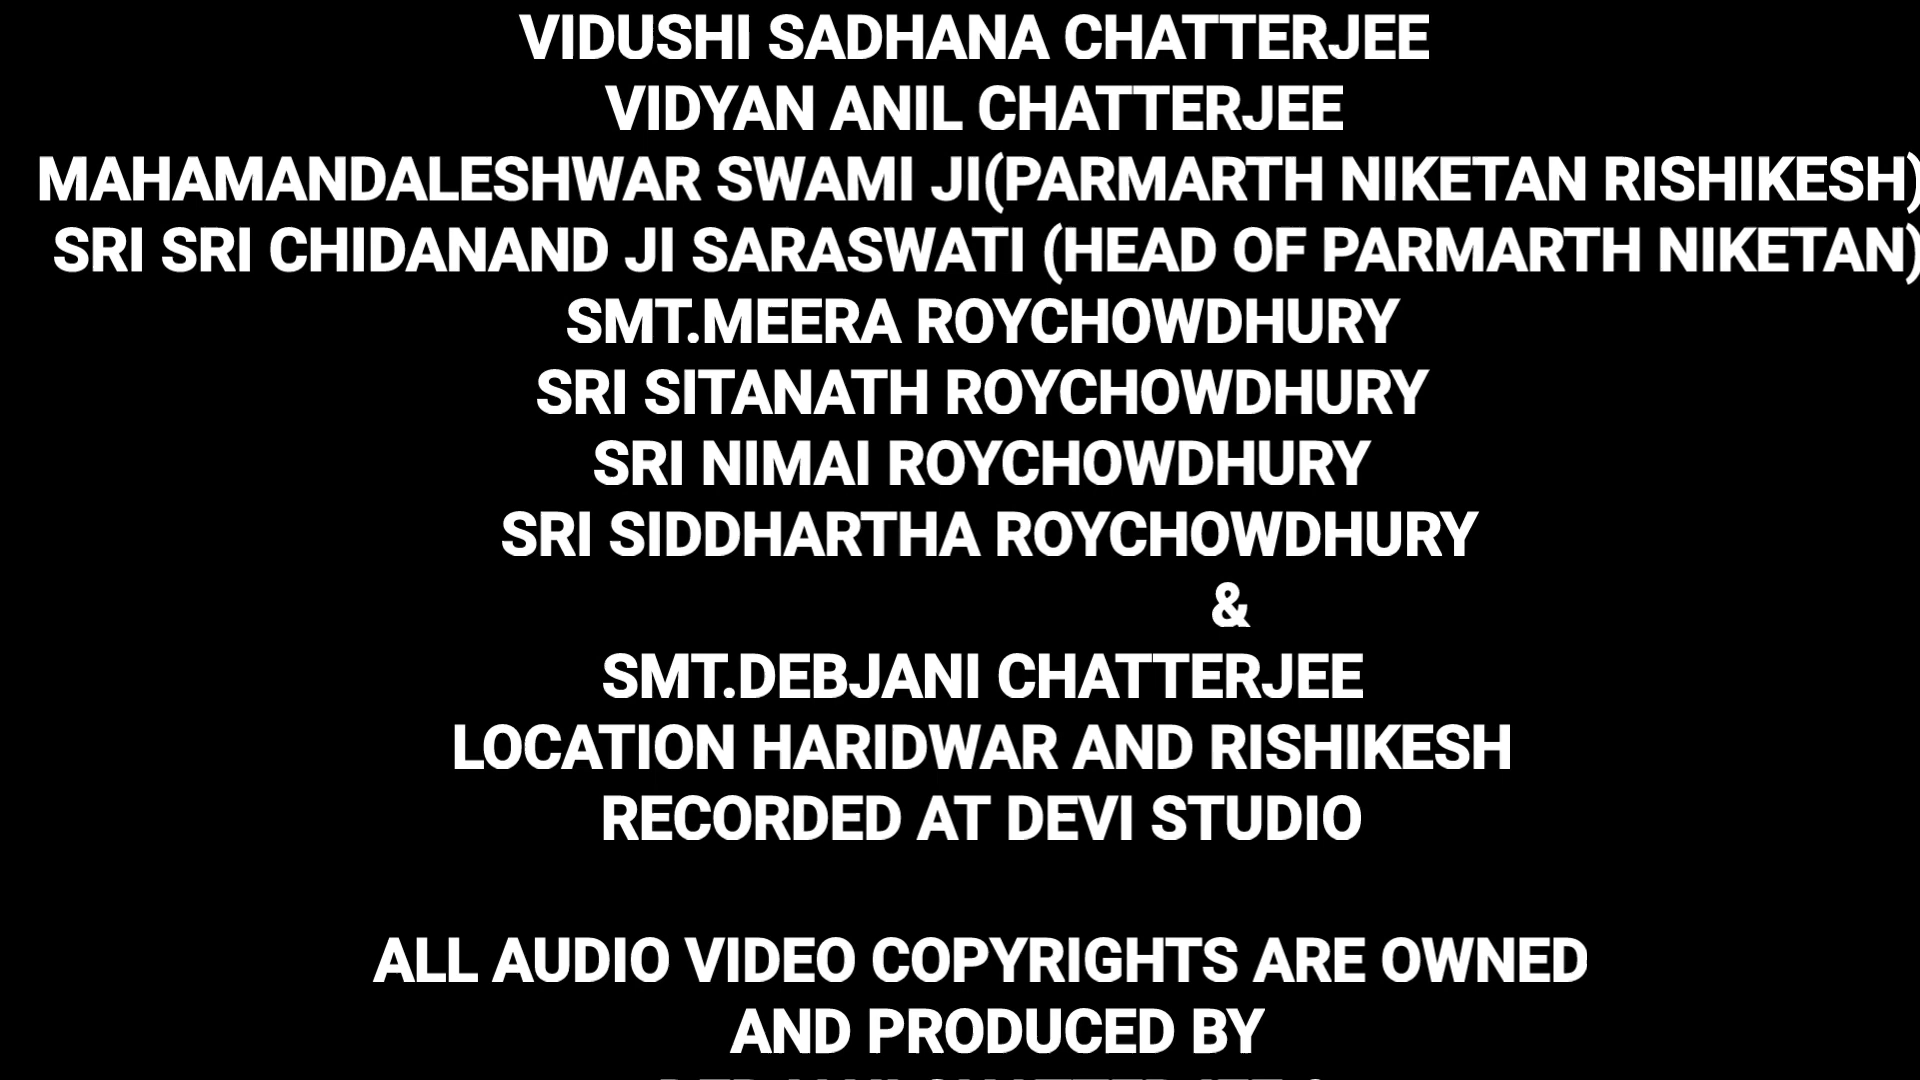 VIDUSHI SADHANA CHATTERJEE
VIDYAN ANIL CHATTERJEE
MAHAMANDALESHWAR SWAMI JI(PARMARTH NIKETAN RISHIKESH)
SRI SRI CHIDANAND JI SARASWATI (HEAD OF PARMARTH NIKETAN)
SMT.MEERA ROYCHOWDHURY
SRI SITANATH ROYCHOWDHURY
SRI NIMAI ROYCHOWDHURY
SRI SIDDHARTHA ROYCHOWDHURY
&
SMT.DEBJANI CHATTERJEE
LOCATION HARIDWAR AND RISHIKESH
RECORDED AT DEVI STUDIO
ALL AUDIO VIDEO COPYRIGHTS ARE OWNED
AND PRODUCED BY